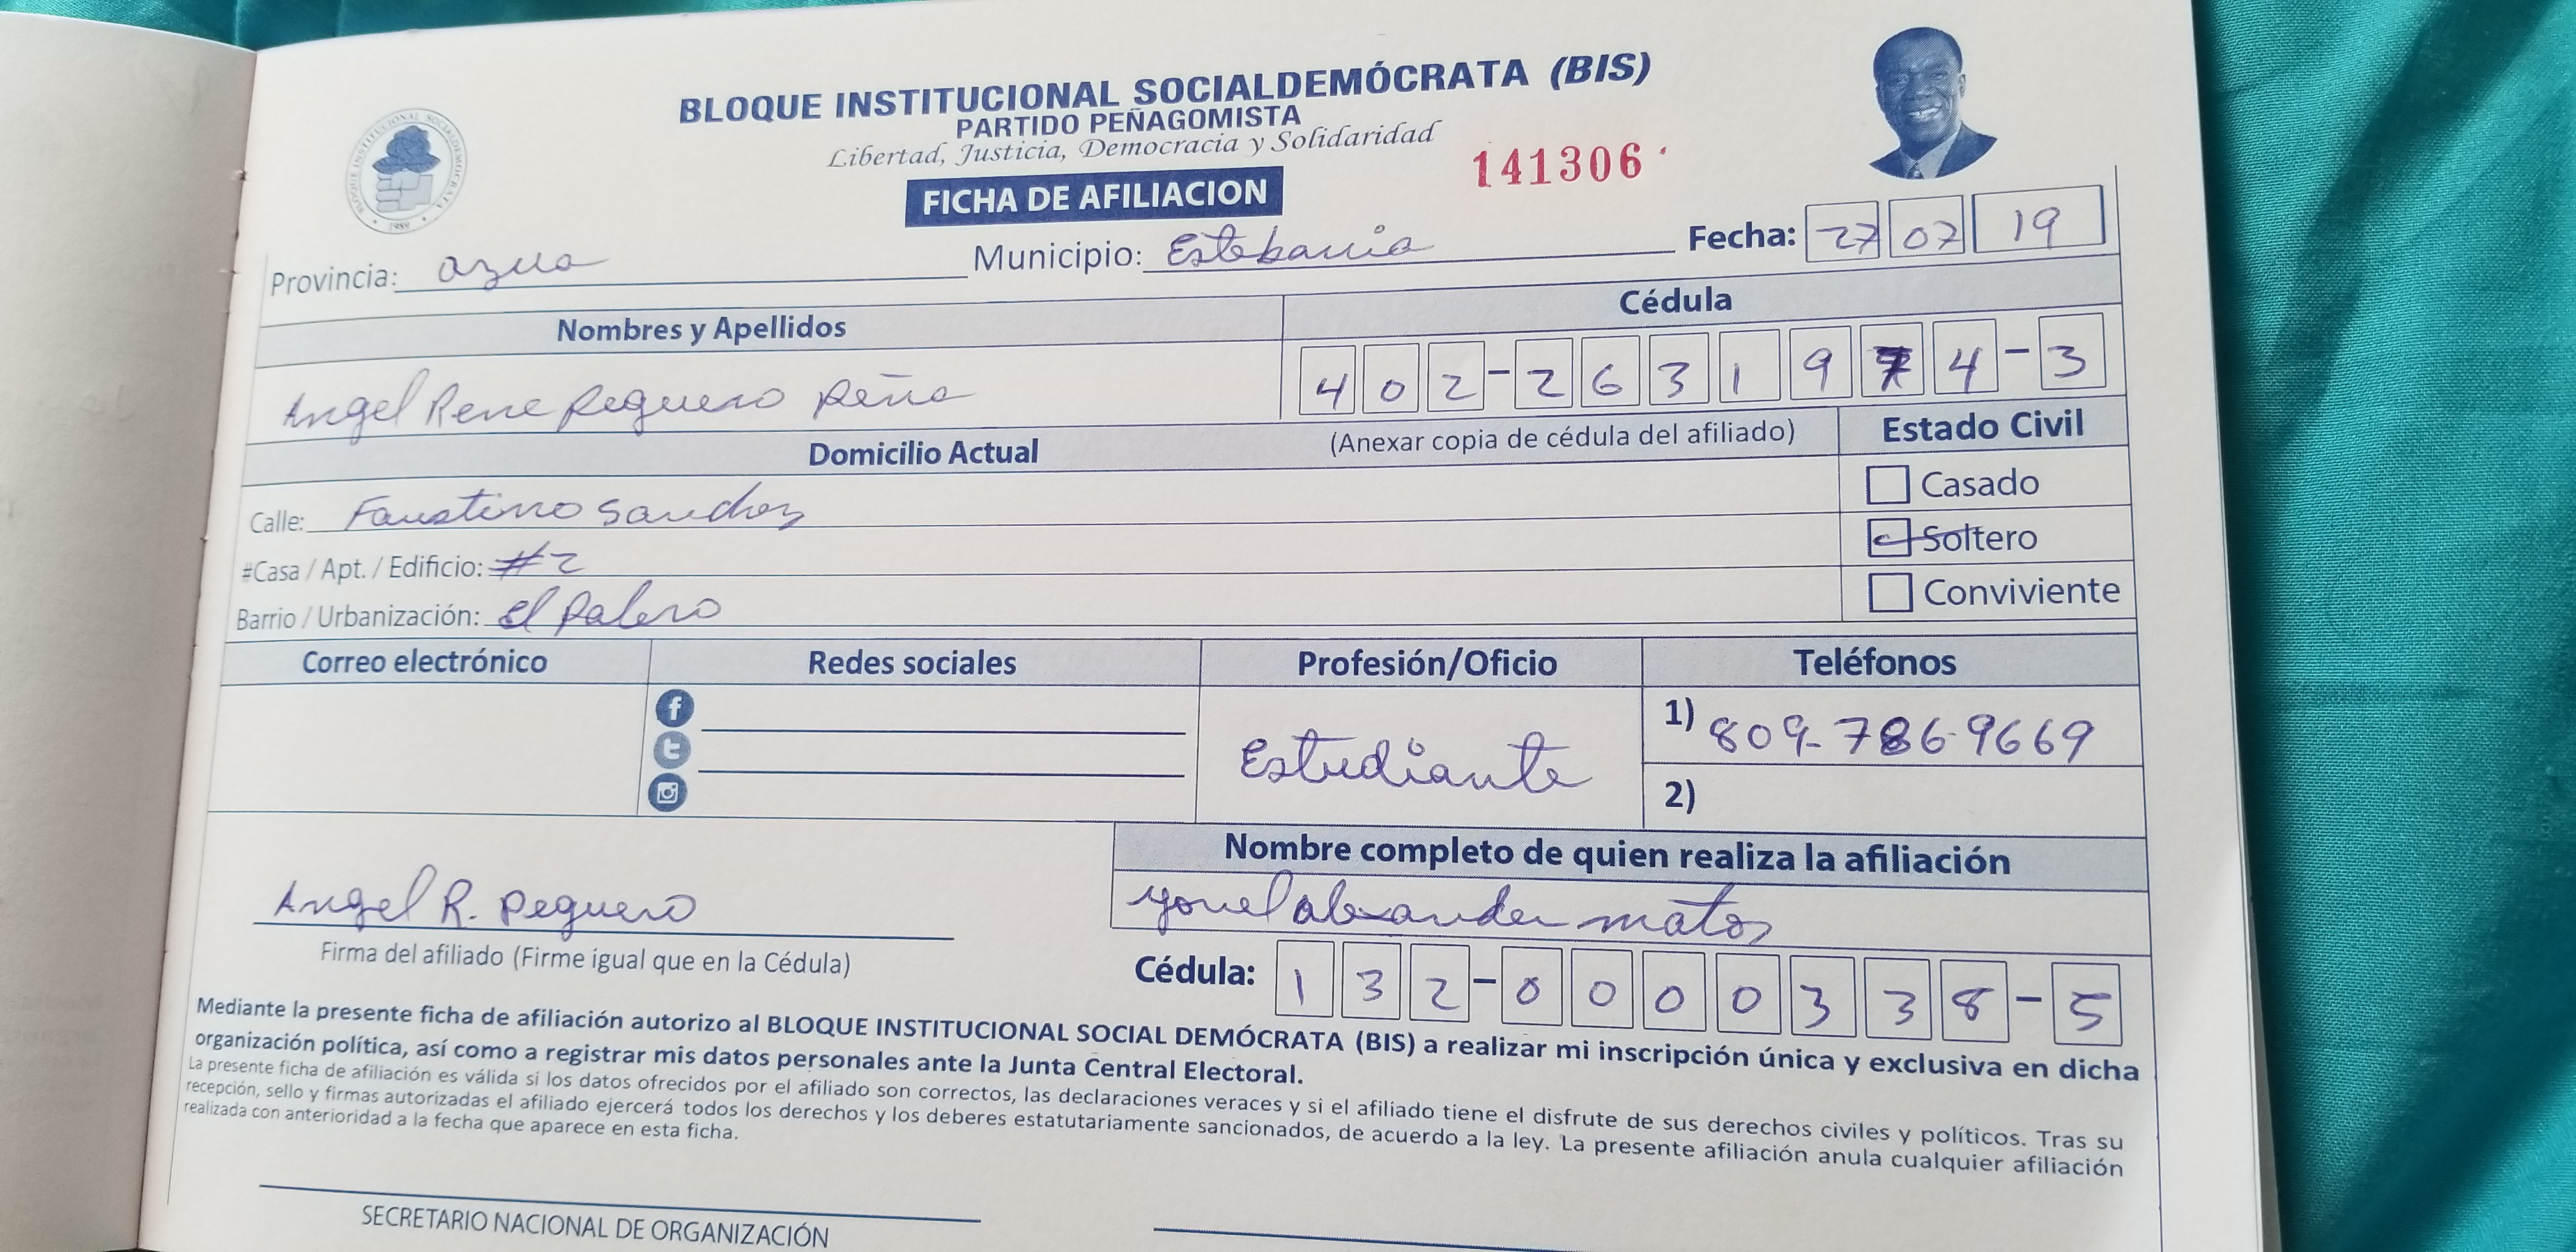 BLOQUE INSTITUCIONAL SOCIALDEMÓCRATA (BIS)
PARTIDO PEÑAGOMISTA
Libertad, Justicia, Democracia y Solidaridad
141306
FICHA DE AFILIACION
BLOQUE INSTITUCIONAL SOCIALDEMÓCRATA
1989
Provincia: azua Municipio: Estebania Fecha: 27 07 19
Nombres y Apellidos Cédula
Angel Rene Peguero Peña 402-2631974-3
Domicilio Actual (Anexar copia de cédula del afiliado) Estado Civil
Calle: Faustino Sanchez
Casado
#Casa / Apt. / Edificio: #2
Soltero
Barrio / Urbanización: el Palero
Conviviente
Correo electrónico Redes sociales Profesión/Oficio Teléfonos
Estudiante
1) 809-786-9669
2)
Nombre completo de quien realiza la afiliación
Angel R. Peguero
yonel alexander matos
Firma del afiliado (Firme igual que en la Cédula)
Cédula: 132-0000338-5
Mediante la presente ficha de afiliación autorizo al BLOQUE INSTITUCIONAL SOCIAL DEMÓCRATA (BIS) a realizar mi inscripción única y exclusiva en dicha
organización política, así como a registrar mis datos personales ante la Junta Central Electoral.
La presente ficha de afiliación es válida si los datos ofrecidos por el afiliado son correctos, las declaraciones veraces y si el afiliado tiene el disfrute de sus derechos civiles y políticos. Tras su
recepción, sello y firmas autorizadas el afiliado ejercerá todos los derechos y los deberes estatutariamente sancionados, de acuerdo a la ley. La presente afiliación anula cualquier afiliación
realizada con anterioridad a la fecha que aparece en esta ficha.
SECRETARIO NACIONAL DE ORGANIZACIÓN